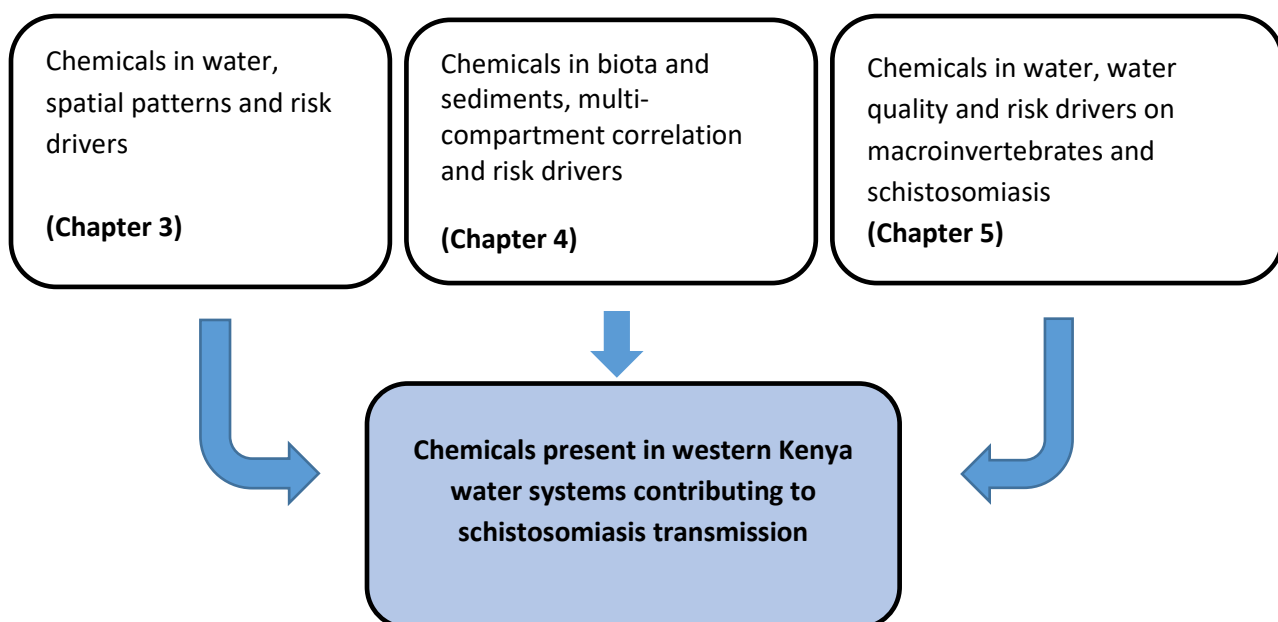 Chemicals in water,
spatial patterns and risk
drivers
(Chapter 3)
Chemicals in biota and
sediments, multi-
compartment correlation
and risk drivers
(Chapter 4)
Chemicals in water, water
quality and risk drivers on
macroinvertebrates and
schistosomiasis
(Chapter 5)
Chemicals present in western Kenya
water systems contributing to
schistosomiasis transmission